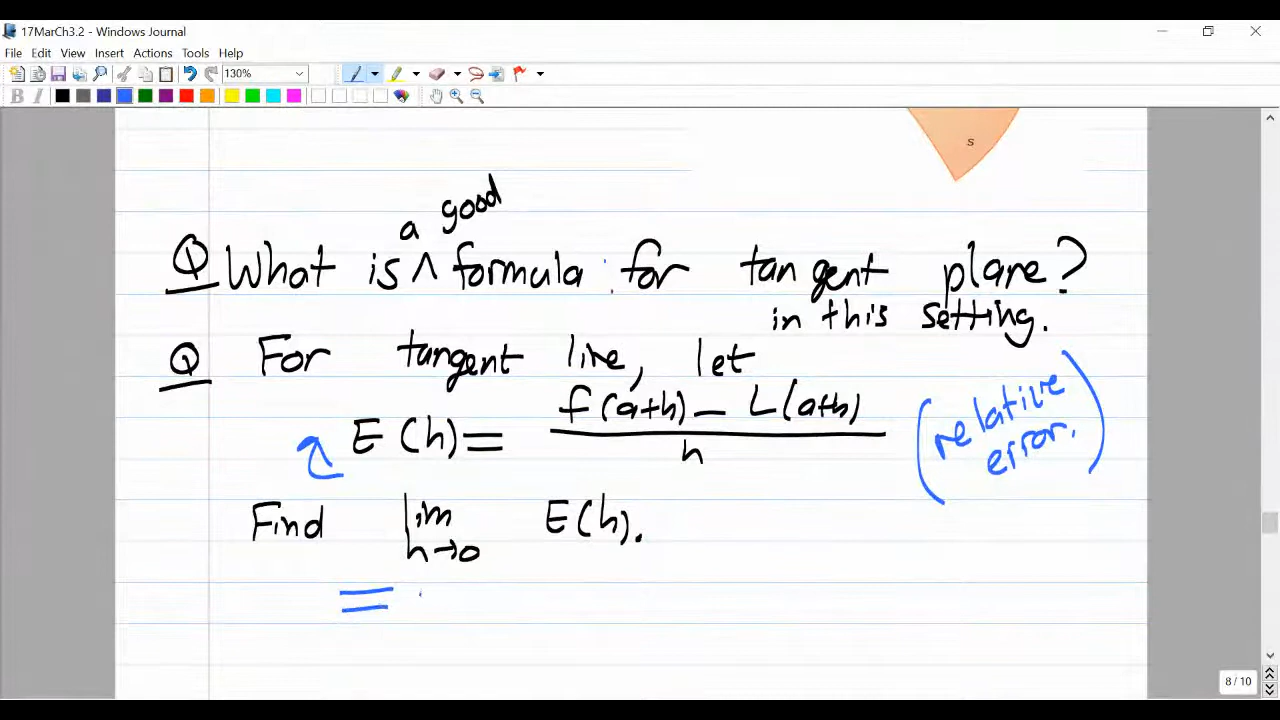 17MarCh3.2 - Windows Journal
File Edit View Insert Actions Tools Help
130%
B I
s
a good
Q What is ^ formula for tangent plane?
in this setting.
Q For tangent line, let
E(h) = f(a+h) - L(a+h) / h (relative error.)
Find lim h→0 E(h).
=
8 / 10